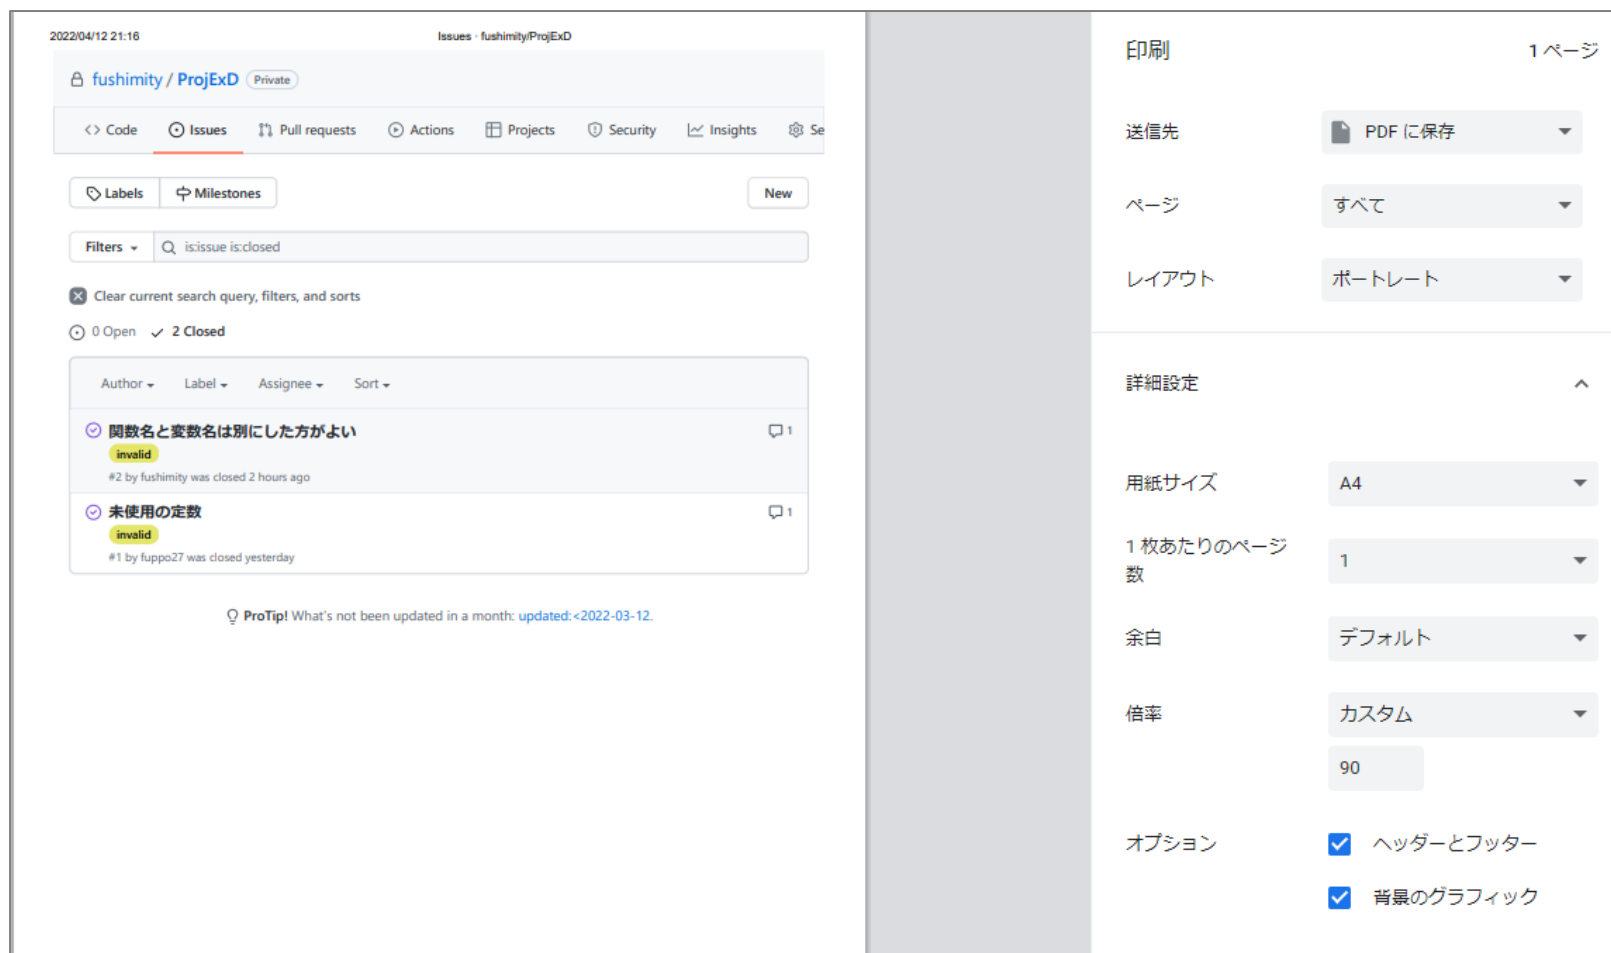 2022/04/12 21:16
Issues · fushimity/ProjExD
fushimity / ProjExD Private
Code Issues Pull requests Actions Projects Security Insights Se
Labels Milestones New
Filters is:issue is:closed
Clear current search query, filters, and sorts
0 Open 2 Closed
Author Label Assignee Sort
関数名と変数名は別にした方がよい 1
invalid
#2 by fushimity was closed 2 hours ago
未使用の定数 1
invalid
#1 by fuppo27 was closed yesterday
ProTip! What's not been updated in a month: updated:<2022-03-12.
印刷 1 ページ
送信先 PDF に保存
ページ すべて
レイアウト ポートレート
詳細設定
用紙サイズ A4
1 枚あたりのページ
数 1
余白 デフォルト
倍率 カスタム
90
オプション ヘッダーとフッター
背景のグラフィック